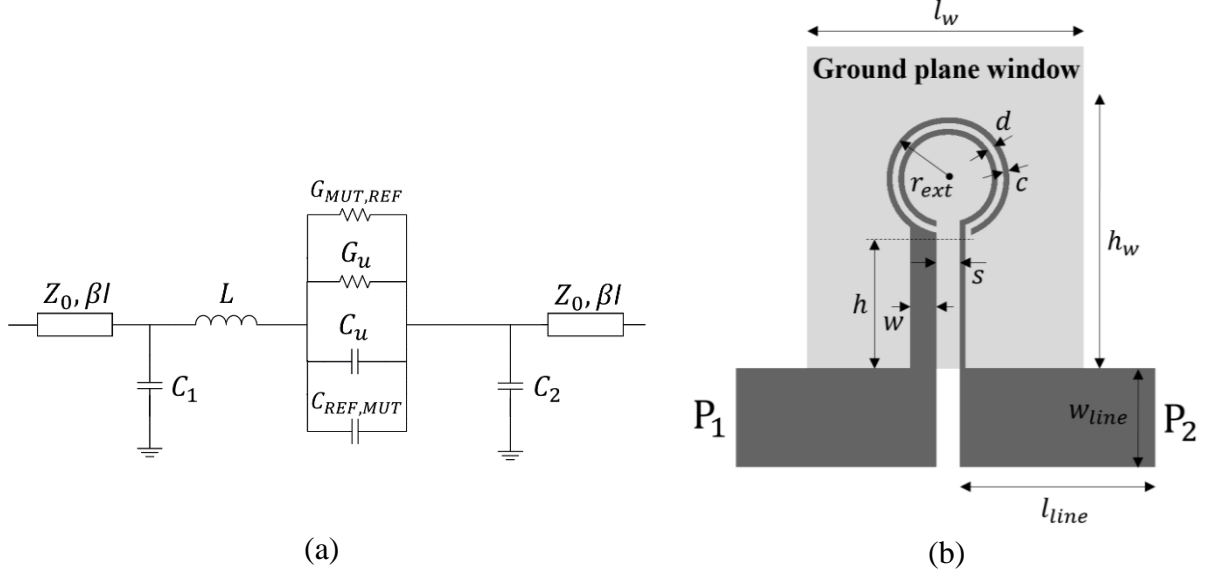 G_{MUT,REF}
G_u
Z_0, βl
L
Z_0, βl
C_u
C_1
C_{REF,MUT}
C_2
(a)
l_w
Ground plane window
d
r_{ext}
c
h_w
s
h
w
P_1
w_{line}
P_2
l_{line}
(b)